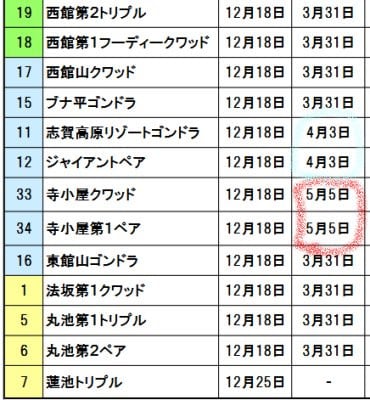 19 西館第2トリプル 12月18日 3月31日
18 西館第1フーディークワッド 12月18日 3月31日
17 西館山クワッド 12月18日 3月31日
15 ブナ平ゴンドラ 12月18日 3月31日
11 志賀高原リゾートゴンドラ 12月18日 4月3日
12 ジャイアントペア 12月18日 4月3日
33 寺小屋クワッド 12月18日 5月5日
34 寺小屋第1ペア 12月18日 5月5日
16 東館山ゴンドラ 12月18日 3月31日
1 法坂第1クワッド 12月18日 3月31日
5 丸池第1トリプル 12月18日 3月31日
6 丸池第2ペア 12月18日 3月31日
7 蓮池トリプル 12月25日 -